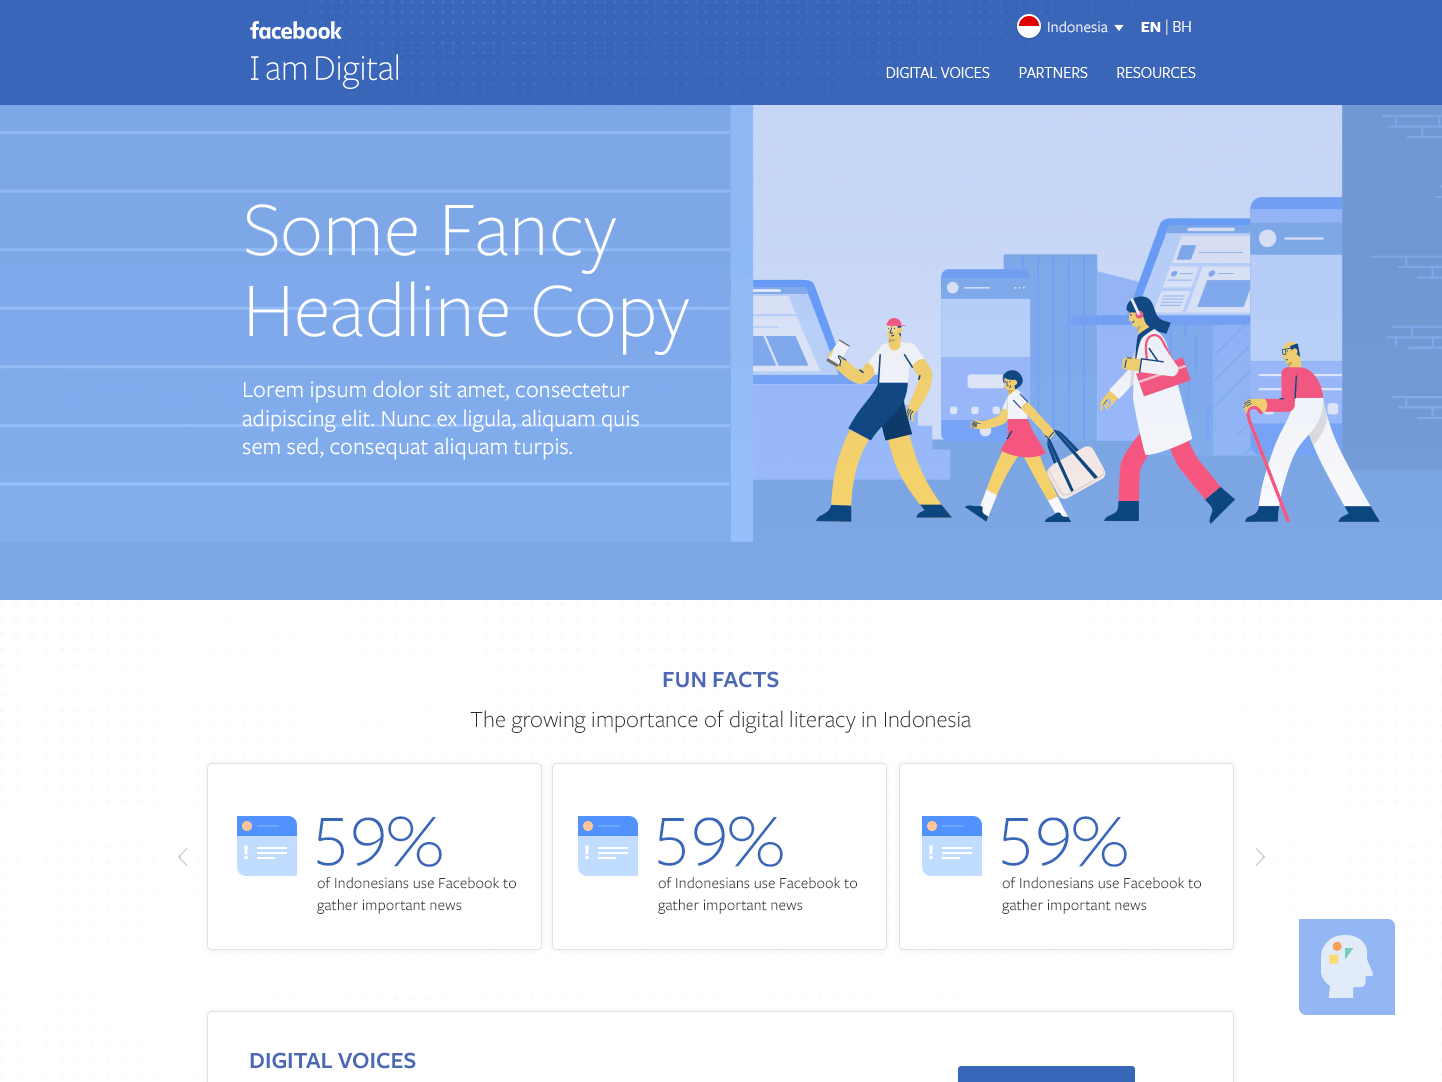 facebook
I am Digital
Indonesia
EN | BH
DIGITAL VOICES
PARTNERS
RESOURCES
Some Fancy
Headline Copy
Lorem ipsum dolor sit amet, consectetur
adipiscing elit. Nunc ex ligula, aliquam quis
sem sed, consequat aliquam turpis.
FUN FACTS
The growing importance of digital literacy in Indonesia
59%
of Indonesians use Facebook to
gather important news
59%
of Indonesians use Facebook to
gather important news
59%
of Indonesians use Facebook to
gather important news
DIGITAL VOICES